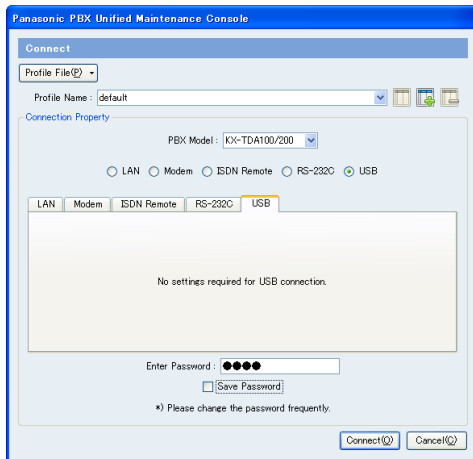 Panasonic PBX Unified Maintenance Console
Connect
Profile File(P)
Profile Name : default
Connection Property
PBX Model : KX-TDA100/200
LAN Modem ISDN Remote RS-232C USB
LAN Modem ISDN Remote RS-232C USB
No settings required for USB connection.
Enter Password : ●●●●
Save Password
*) Please change the password frequently.
Connect(O) Cancel(C)